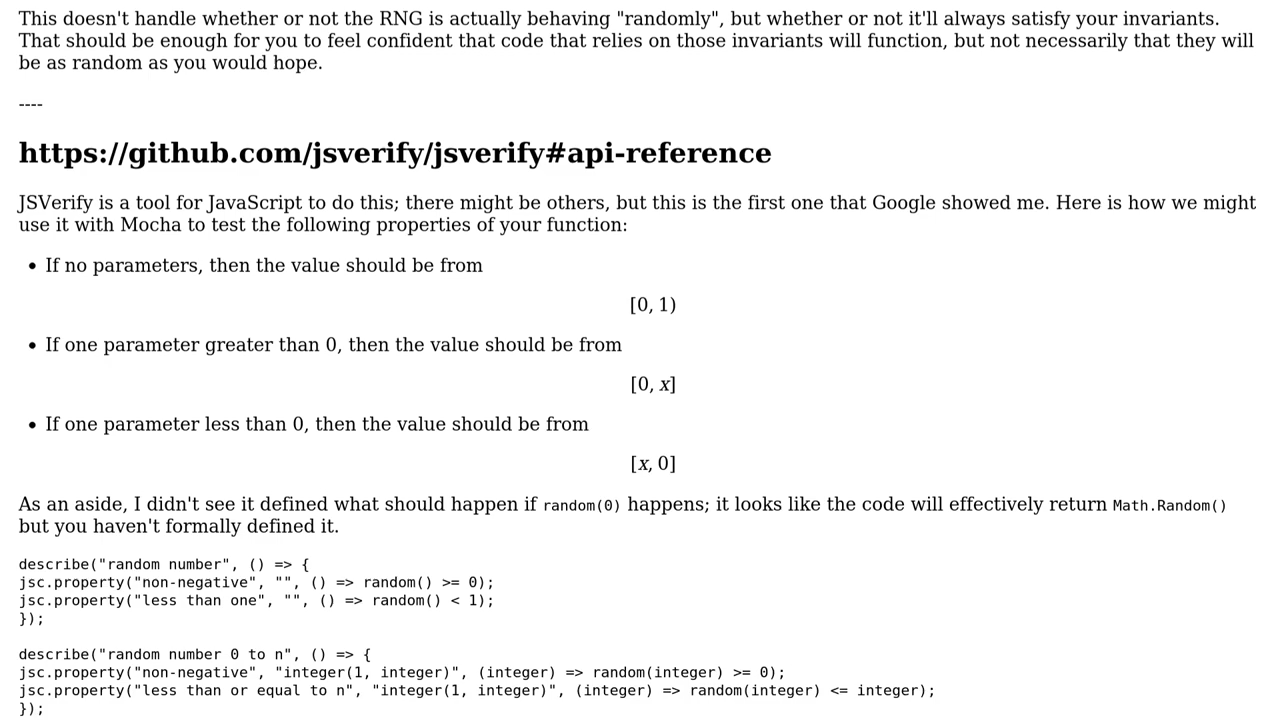 This doesn't handle whether or not the RNG is actually behaving "randomly", but whether or not it'll always satisfy your invariants.
That should be enough for you to feel confident that code that relies on those invariants will function, but not necessarily that they will
be as random as you would hope.
----
https://github.com/jsverify/jsverify#api-reference
JSVerify is a tool for JavaScript to do this; there might be others, but this is the first one that Google showed me. Here is how we might
use it with Mocha to test the following properties of your function:
• If no parameters, then the value should be from
[0, 1)
• If one parameter greater than 0, then the value should be from
[0, x]
• If one parameter less than 0, then the value should be from
[x, 0]
As an aside, I didn't see it defined what should happen if random(0) happens; it looks like the code will effectively return Math.Random()
but you haven't formally defined it.
describe("random number", () => {
jsc.property("non-negative", "", () => random() >= 0);
jsc.property("less than one", "", () => random() < 1);
});
describe("random number 0 to n", () => {
jsc.property("non-negative", "integer(1, integer)", (integer) => random(integer) >= 0);
jsc.property("less than or equal to n", "integer(1, integer)", (integer) => random(integer) <= integer);
});